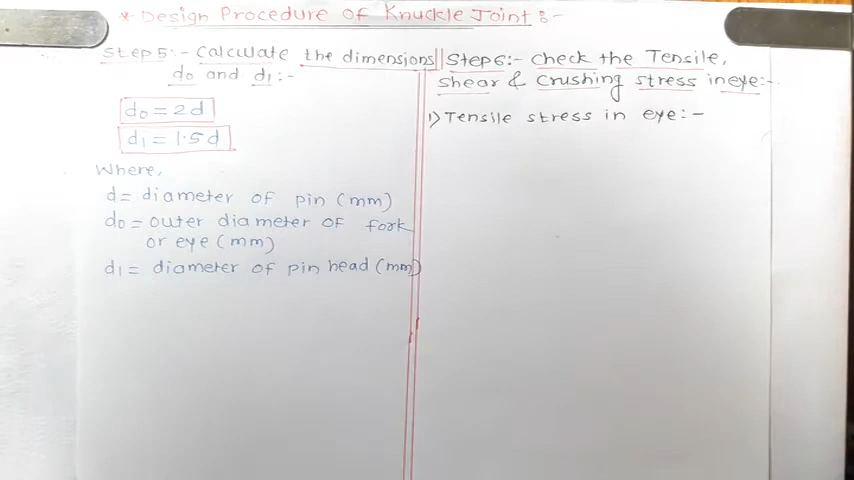 * Design Procedure of Knuckle Joint :-
Step 5:- Calculate the dimensions
do and d1 :-
do = 2d
d1 = 1.5d
Where,
d = diameter of pin (mm)
do = outer diameter of fork
or eye (mm)
d1 = diameter of pin head (mm)
Step 6:- Check the Tensile,
Shear & Crushing stress in eye:-
1) Tensile stress in eye:-